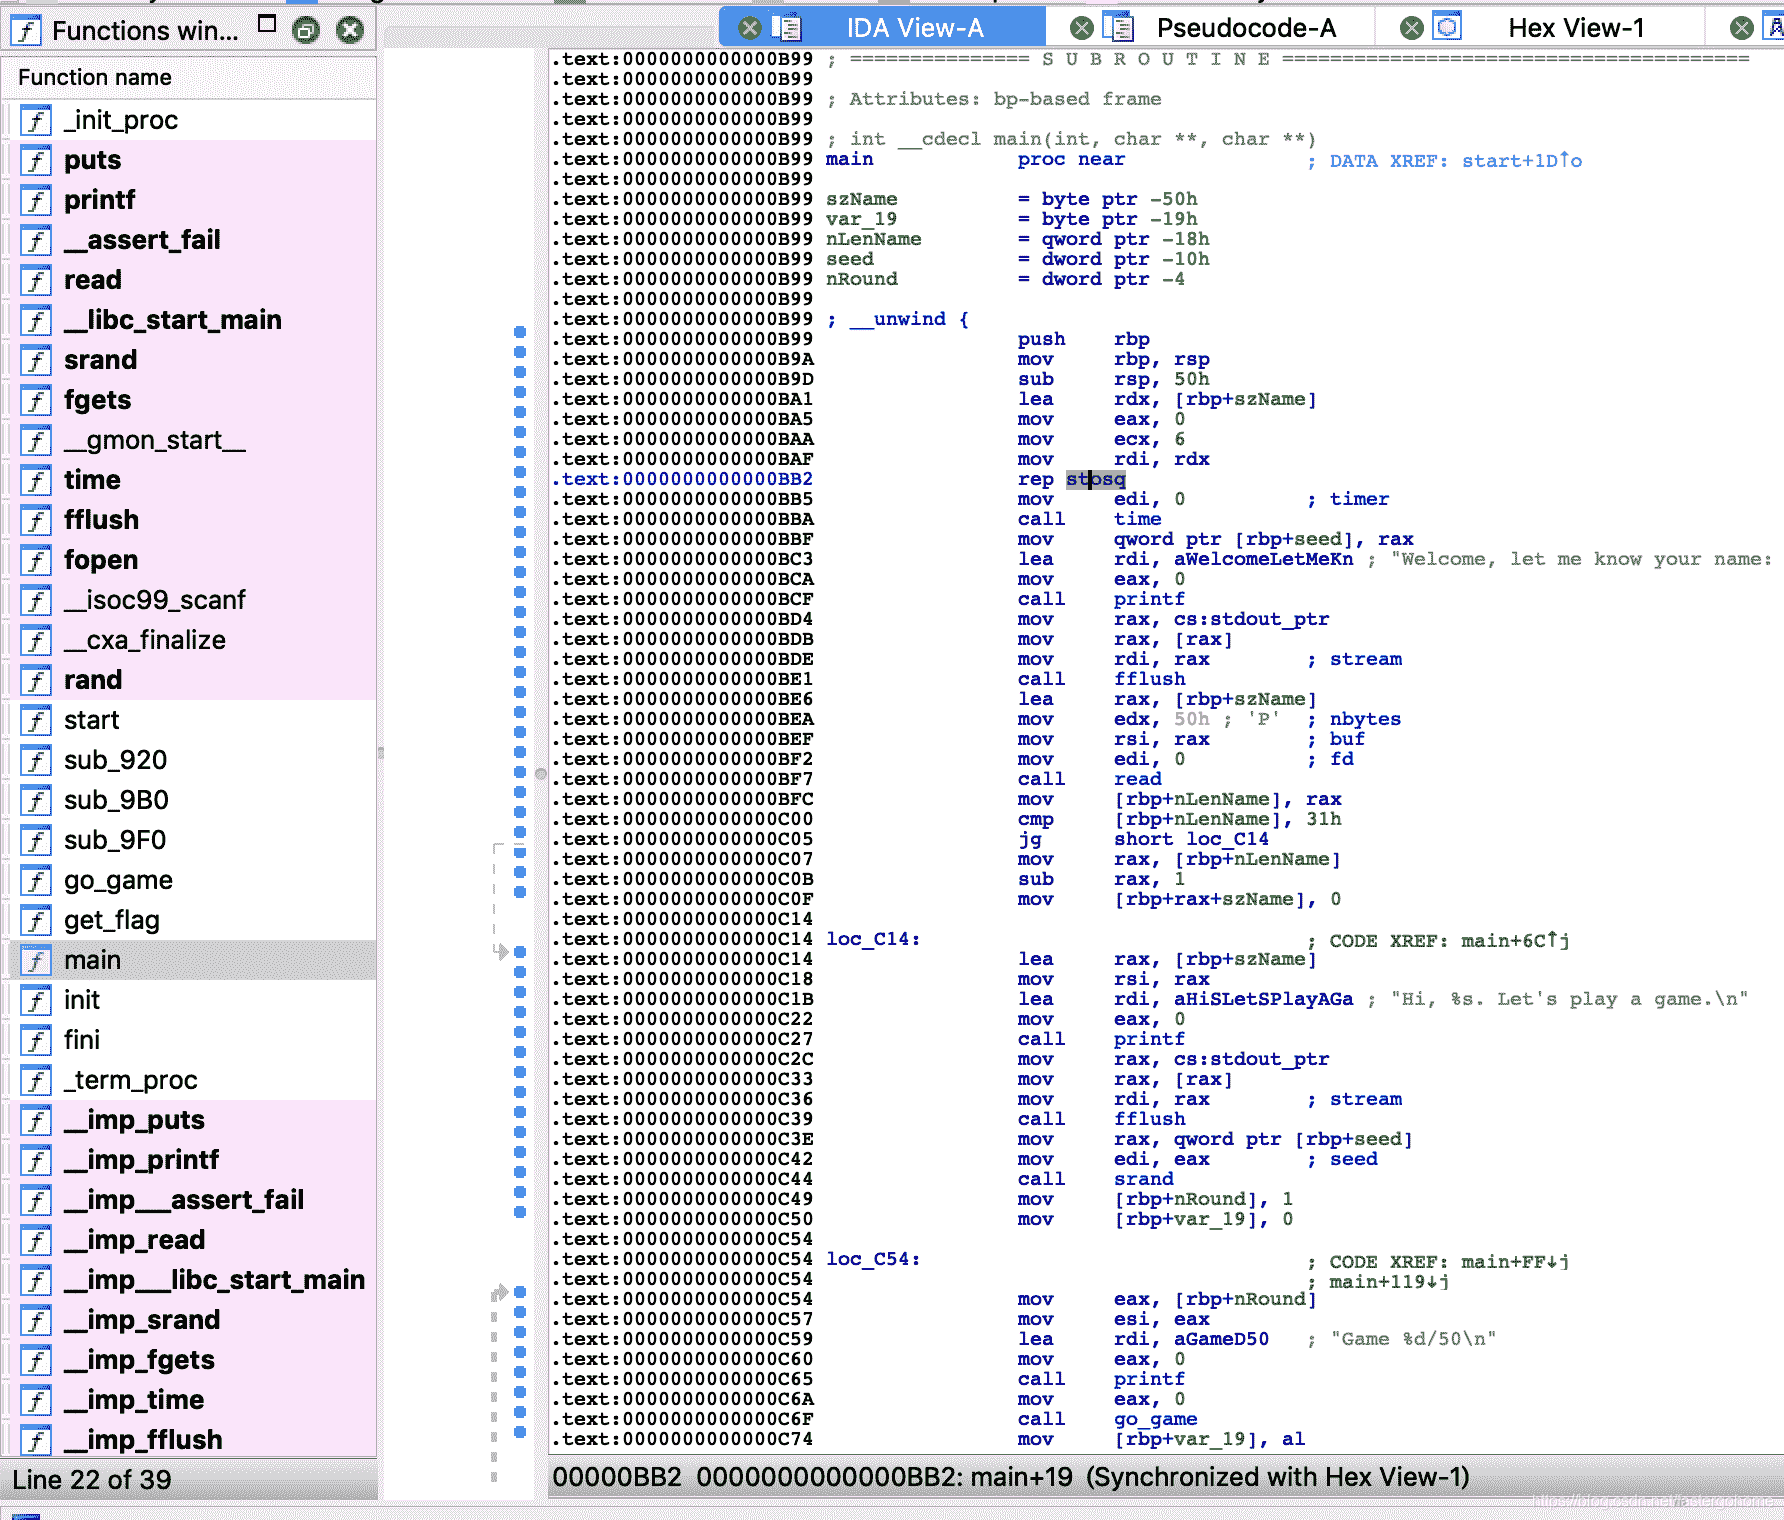 Functions win...
IDA View-A
Pseudocode-A
Hex View-1
Function name
_init_proc
puts
printf
__assert_fail
read
__libc_start_main
srand
fgets
__gmon_start__
time
fflush
fopen
__isoc99_scanf
__cxa_finalize
rand
start
sub_920
sub_9B0
sub_9F0
go_game
get_flag
main
init
fini
_term_proc
__imp_puts
__imp_printf
__imp___assert_fail
__imp_read
__imp___libc_start_main
__imp_srand
__imp_fgets
__imp_time
__imp_fflush
Line 22 of 39
.text:0000000000000B99 ; =============== S U B R O U T I N E =======================================
.text:0000000000000B99
.text:0000000000000B99 ; Attributes: bp-based frame
.text:0000000000000B99
.text:0000000000000B99 ; int __cdecl main(int, char **, char **)
.text:0000000000000B99 main proc near ; DATA XREF: start+1D↑o
.text:0000000000000B99
.text:0000000000000B99 szName = byte ptr -50h
.text:0000000000000B99 var_19 = byte ptr -19h
.text:0000000000000B99 nLenName = qword ptr -18h
.text:0000000000000B99 seed = dword ptr -10h
.text:0000000000000B99 nRound = dword ptr -4
.text:0000000000000B99
.text:0000000000000B99 ; __unwind {
.text:0000000000000B99 push rbp
.text:0000000000000B9A mov rbp, rsp
.text:0000000000000B9D sub rsp, 50h
.text:0000000000000BA1 lea rdx, [rbp+szName]
.text:0000000000000BA5 mov eax, 0
.text:0000000000000BAA mov ecx, 6
.text:0000000000000BAF mov rdi, rdx
.text:0000000000000BB2 rep stosq
.text:0000000000000BB5 mov edi, 0 ; timer
.text:0000000000000BBA call time
.text:0000000000000BBF mov qword ptr [rbp+seed], rax
.text:0000000000000BC3 lea rdi, aWelcomeLetMeKn ; "Welcome, let me know your name:
.text:0000000000000BCA mov eax, 0
.text:0000000000000BCF call printf
.text:0000000000000BD4 mov rax, cs:stdout_ptr
.text:0000000000000BDB mov rax, [rax]
.text:0000000000000BDE mov rdi, rax ; stream
.text:0000000000000BE1 call fflush
.text:0000000000000BE6 lea rax, [rbp+szName]
.text:0000000000000BEA mov edx, 50h ; 'P' ; nbytes
.text:0000000000000BEF mov rsi, rax ; buf
.text:0000000000000BF2 mov edi, 0 ; fd
.text:0000000000000BF7 call read
.text:0000000000000BFC mov [rbp+nLenName], rax
.text:0000000000000C00 cmp [rbp+nLenName], 31h
.text:0000000000000C05 jg short loc_C14
.text:0000000000000C07 mov rax, [rbp+nLenName]
.text:0000000000000C0B sub rax, 1
.text:0000000000000C0F mov [rbp+rax+szName], 0
.text:0000000000000C14
.text:0000000000000C14 loc_C14: ; CODE XREF: main+6C↑j
.text:0000000000000C14 lea rax, [rbp+szName]
.text:0000000000000C18 mov rsi, rax
.text:0000000000000C1B lea rdi, aHiSLetSPlayAGa ; "Hi, %s. Let's play a game.\n"
.text:0000000000000C22 mov eax, 0
.text:0000000000000C27 call printf
.text:0000000000000C2C mov rax, cs:stdout_ptr
.text:0000000000000C33 mov rax, [rax]
.text:0000000000000C36 mov rdi, rax ; stream
.text:0000000000000C39 call fflush
.text:0000000000000C3E mov rax, qword ptr [rbp+seed]
.text:0000000000000C42 mov edi, eax ; seed
.text:0000000000000C44 call srand
.text:0000000000000C49 mov [rbp+nRound], 1
.text:0000000000000C50 mov [rbp+var_19], 0
.text:0000000000000C54
.text:0000000000000C54 loc_C54: ; CODE XREF: main+FF↓j
.text:0000000000000C54 ; main+119↓j
.text:0000000000000C54 mov eax, [rbp+nRound]
.text:0000000000000C57 mov esi, eax
.text:0000000000000C59 lea rdi, aGameD50 ; "Game %d/50\n"
.text:0000000000000C60 mov eax, 0
.text:0000000000000C65 call printf
.text:0000000000000C6A mov eax, 0
.text:0000000000000C6F call go_game
.text:0000000000000C74 mov [rbp+var_19], al
00000BB2 0000000000000BB2: main+19 (Synchronized with Hex View-1)
https://blog.csdn.net/fastergohome